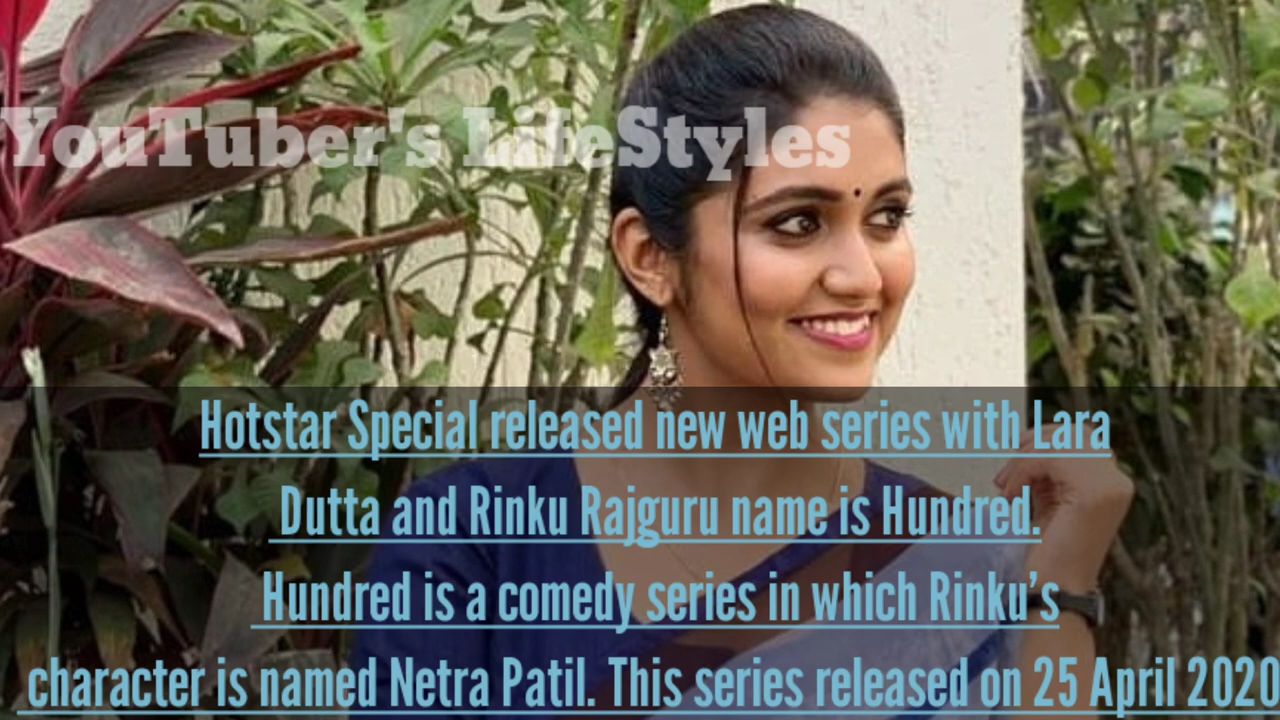 YouTuber's LifeStyles
Hotstar Special released new web series with Lara
Dutta and Rinku Rajguru name is Hundred.
Hundred is a comedy series in which Rinku’s
character is named Netra Patil. This series released on 25 April 2020